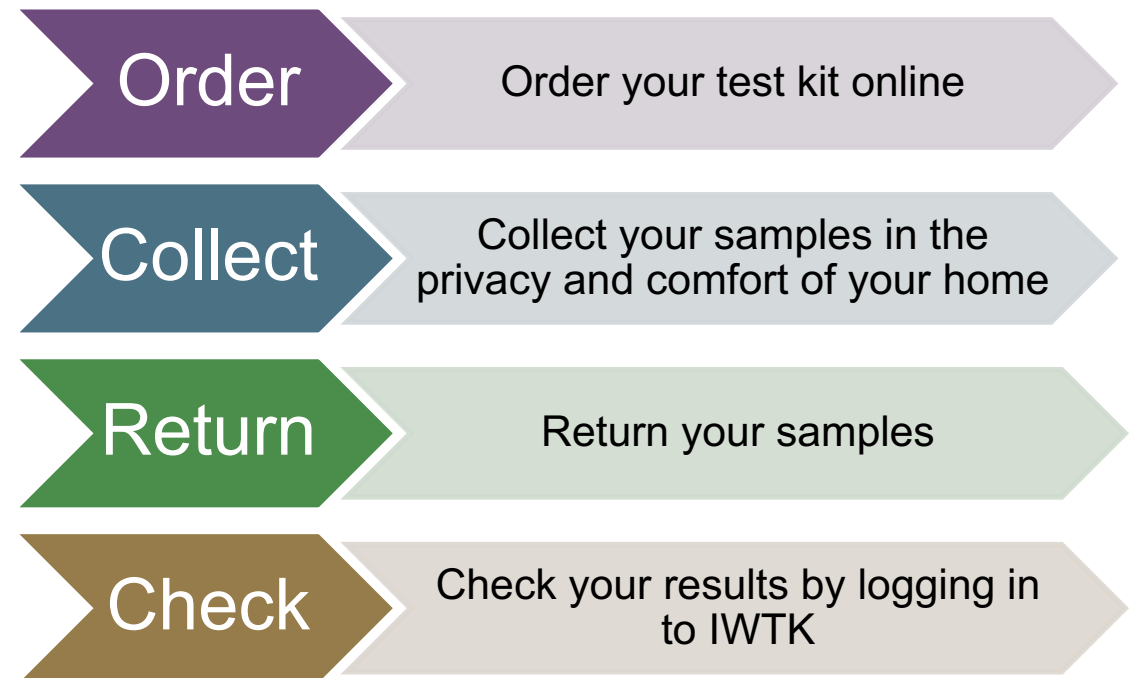 Order
Order your test kit online
Collect
Collect your samples in the
privacy and comfort of your home
Return
Return your samples
Check
Check your results by logging in
to IWTK